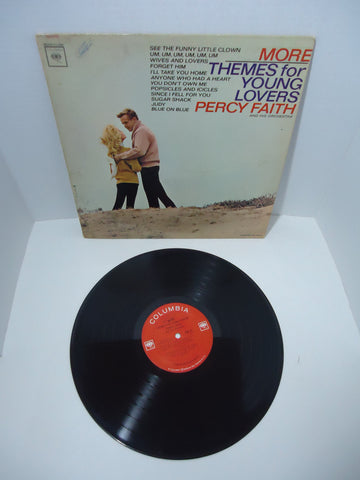 SEE THE FUNNY LITTLE CLOWN
UM, UM, UM, UM, UM, UM
WIVES AND LOVERS
FORGET HIM
I'LL TAKE YOU HOME
ANYONE WHO HAD A HEART
YOU DON'T OWN ME
POPSICLES AND ICICLES
SINCE I FELL FOR YOU
SUGAR SHACK
JUDY
BLUE ON BLUE
MORE
THEMES for
YOUNG
LOVERS
PERCY FAITH
AND HIS ORCHESTRA
COLUMBIA